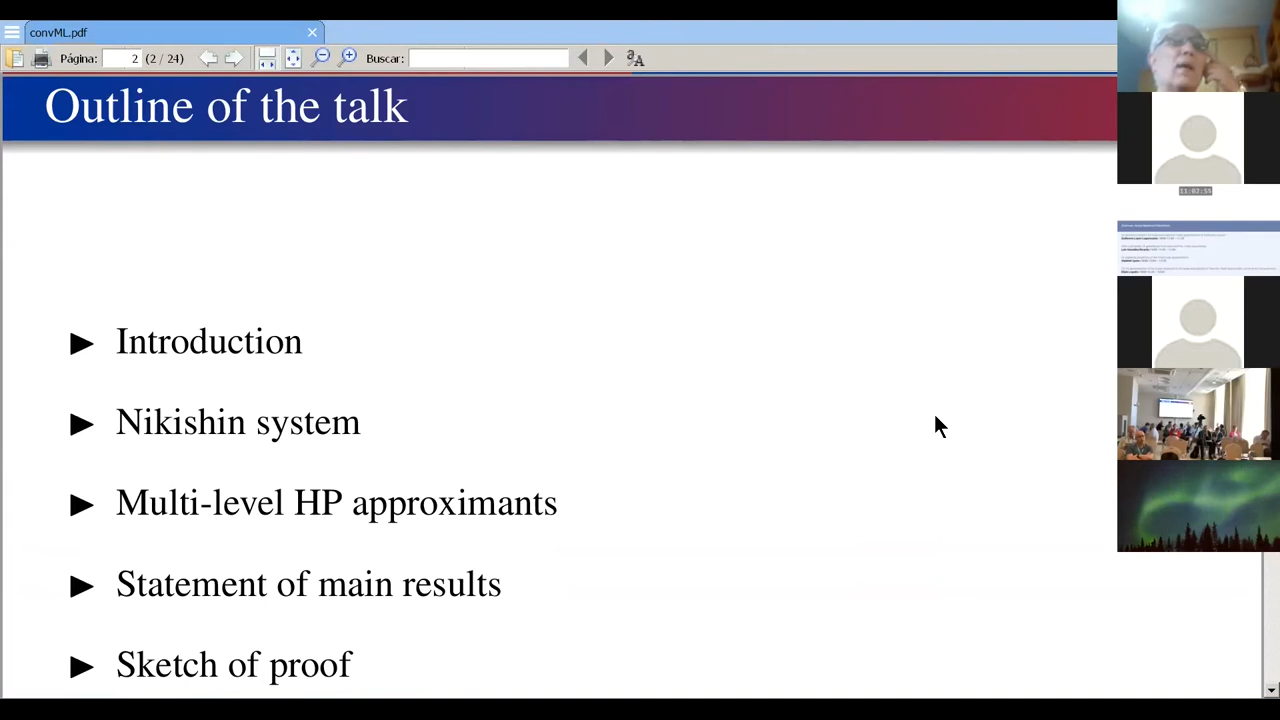 convML.pdf
Página: 2 (2 / 24) Buscar:
Outline of the talk
Introduction
Nikishin system
Multi-level HP approximants
Statement of main results
Sketch of proof